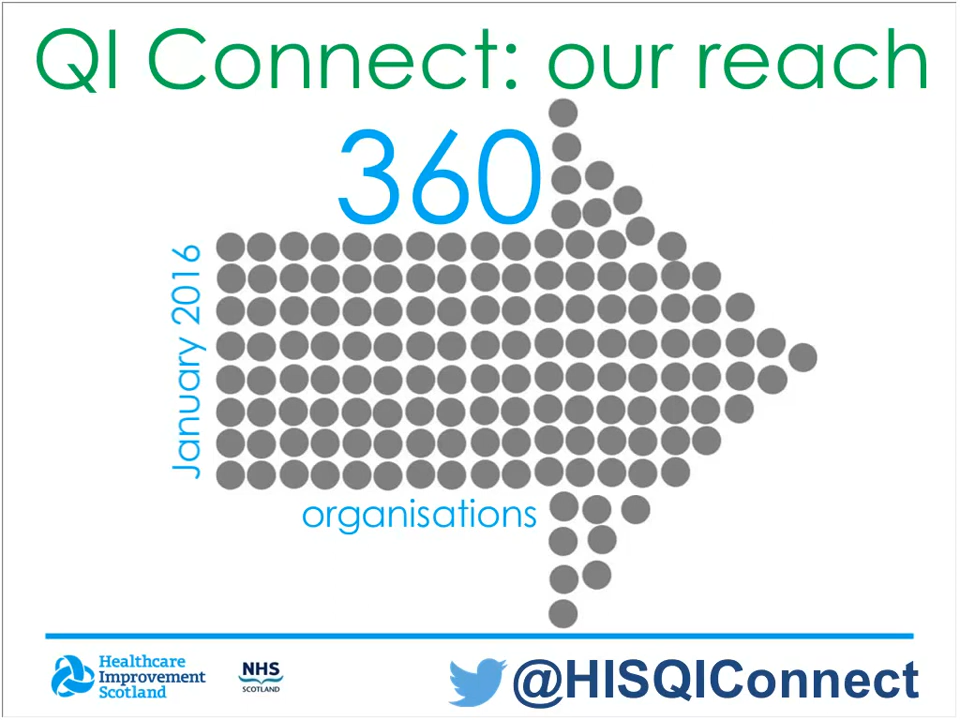 QI Connect: our reach
360
January 2016
organisations
Healthcare
Improvement
Scotland
NHS
SCOTLAND
@HISQIConnect